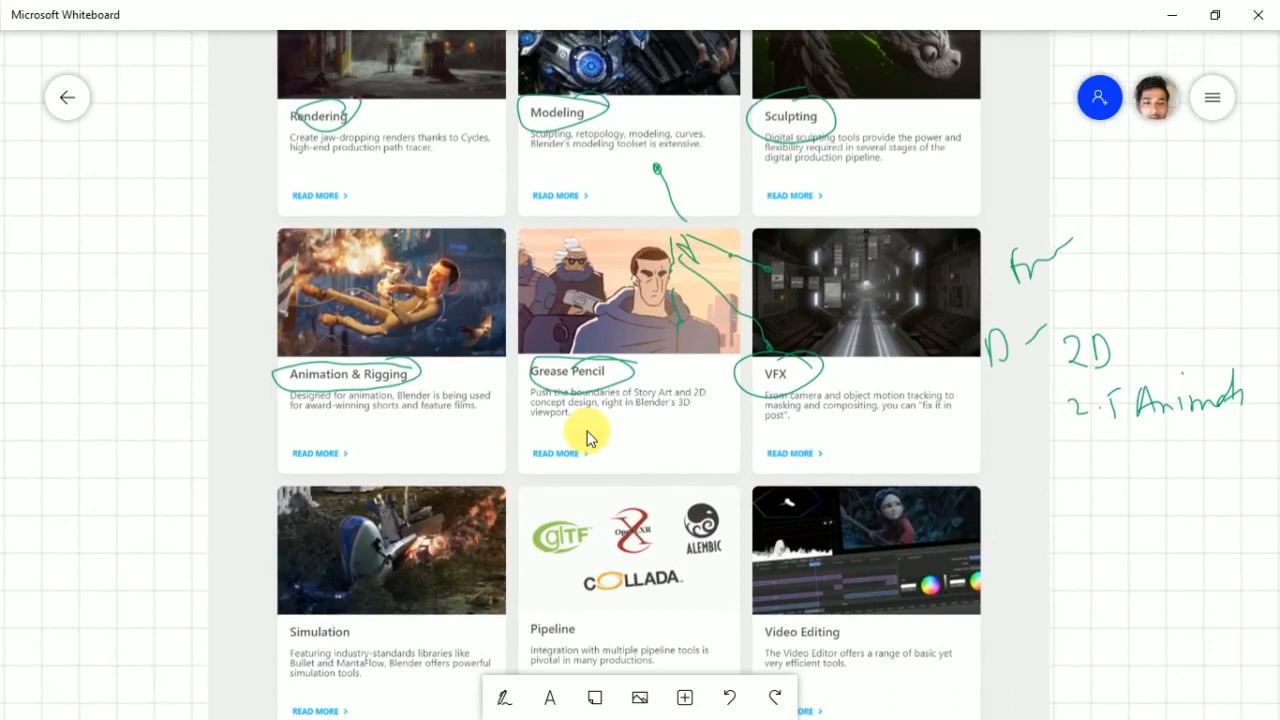 Microsoft Whiteboard
Rendering
Create jaw-dropping renders thanks to Cycles,
high-end production path tracer.
READ MORE >
Modeling
Sculpting, retopology, modeling, curves.
Blender's modeling toolset is extensive.
READ MORE >
Sculpting
Digital sculpting tools provide the power and
flexibility required in several stages of the
digital production pipeline.
READ MORE >
Animation & Rigging
Designed for animation, Blender is being used
for award-winning shorts and feature films.
READ MORE >
Grease Pencil
Push the boundaries of Story Art and 2D
concept design, right in Blender's 3D
viewport.
READ MORE >
VFX
From camera and object motion tracking to
masking and compositing, you can "fix it in
post".
READ MORE >
D
2D
2.5
Simulation
Featuring industry-standards libraries like
Bullet and MantaFlow, Blender offers powerful
simulation tools.
READ MORE >
glTF
OpenEXR
ALEMBIC
COLLADA.
Pipeline
Integration with multiple pipeline tools is
pivotal in many productions.
Video Editing
The Video Editor offers a range of basic yet
very efficient tools.